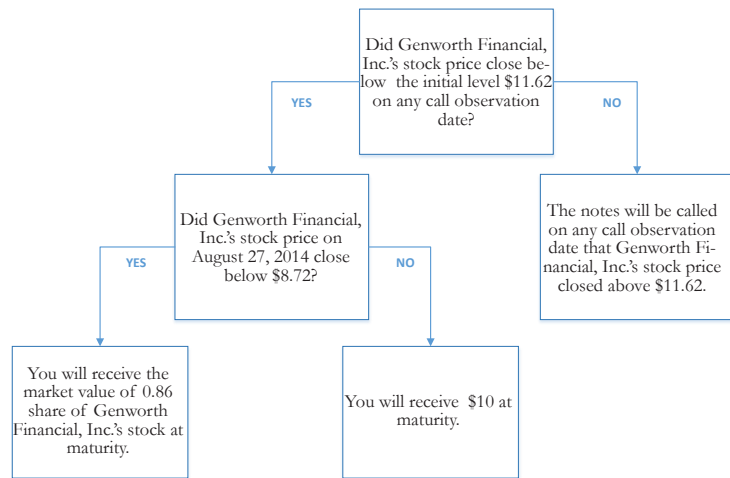 Did Genworth Financial,
Inc.'s stock price close be-
low the initial level $11.62
on any call observation
date?
YES
NO
Did Genworth Financial,
Inc.'s stock price on
August 27, 2014 close
below $8.72?
The notes will be called
on any call observation
date that Genworth Fi-
nancial, Inc.'s stock price
closed above $11.62.
YES
NO
You will receive the
market value of 0.86
share of Genworth
Financial, Inc.'s stock at
maturity.
You will receive $10 at
maturity.